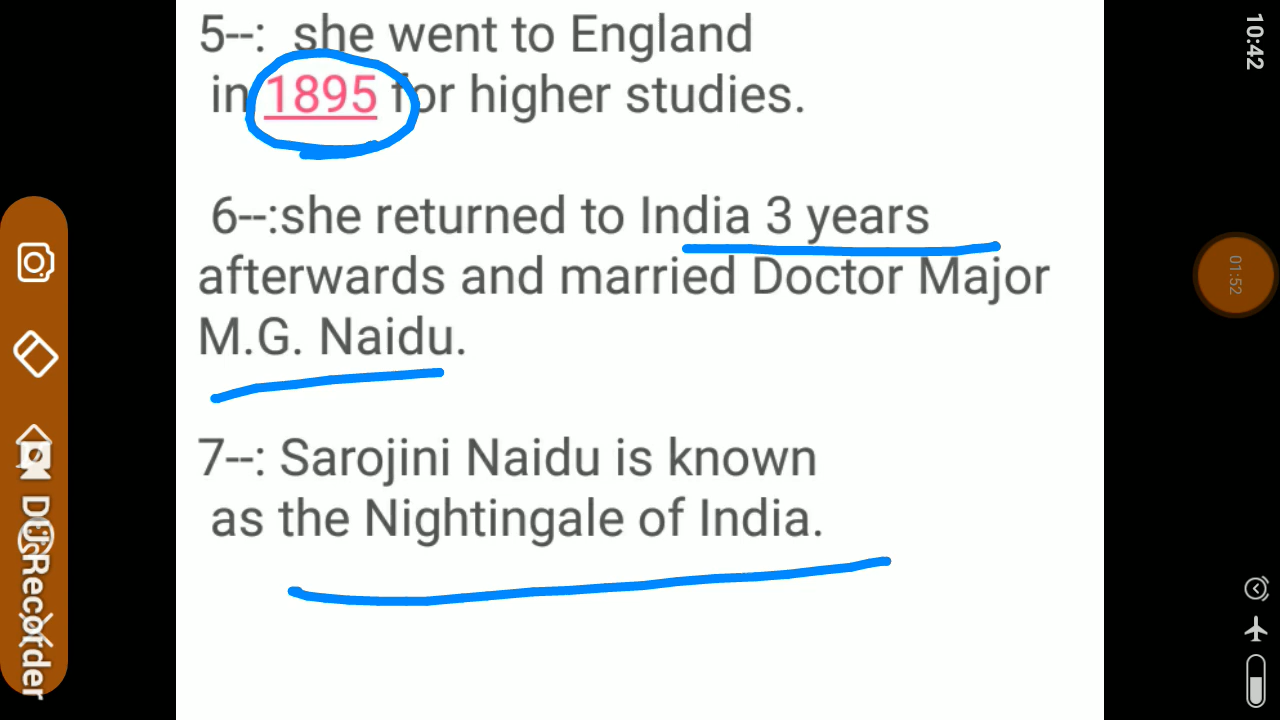 5--:  she went to England
in 1895 for higher studies.
6--:she returned to India 3 years
afterwards and married Doctor Major
M.G. Naidu.
7--: Sarojini Naidu is known
as the Nightingale of India.
10:42
01:52
DU Recorder